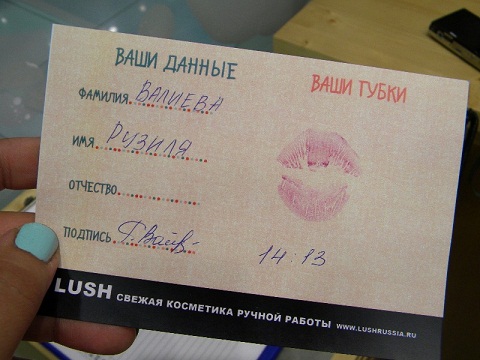 ВАШИ ДАННЫЕ
ФАМИЛИЯ ВАЛИЕВА
ИМЯ РУЗИЛЯ
ОТЧЕСТВО
ПОДПИСЬ
ВАШИ ГУБКИ
14:13
LUSH СВЕЖАЯ КОСМЕТИКА РУЧНОЙ РАБОТЫ WWW.LUSHRUSSIA.RU